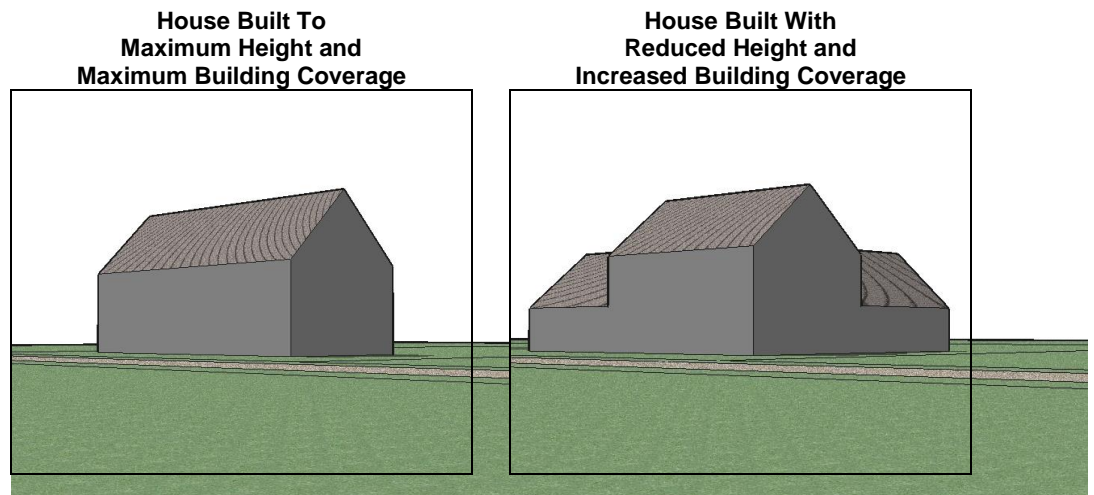 House Built To
Maximum Height and
Maximum Building Coverage
House Built With
Reduced Height and
Increased Building Coverage